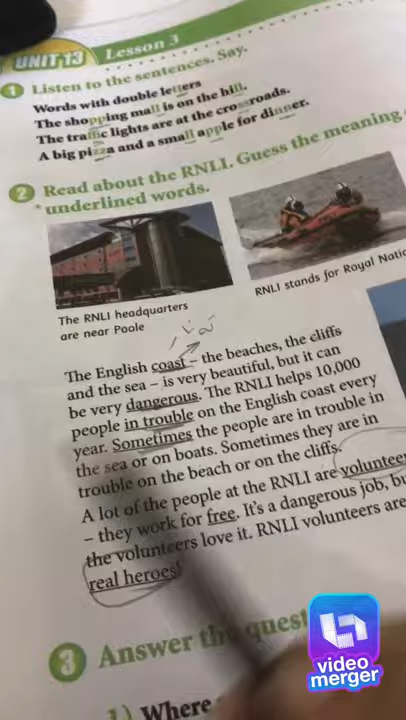 UNIT 13 Lesson 3
1 Listen to the sentences. Say.
Words with double letters
The shopping mall is on the hill.
The traffic lights are at the crossroads.
A big pizza and a small apple for dinner.
2 Read about the RNLI. Guess the meaning
underlined words.
The RNLI headquarters
are near Poole
RNLI stands for Royal Natio
The English coast – the beaches, the cliffs
and the sea – is very beautiful, but it can
be very dangerous. The RNLI helps 10,000
people in trouble on the English coast every
year. Sometimes the people are in trouble in
the sea or on boats. Sometimes they are in
trouble on the beach or on the cliffs.
A lot of the people at the RNLI are voluntee
– they work for free. It's a dangerous job, bu
the volunteers love it. RNLI volunteers are
real heroes!
3 Answer the quest
1) Where
video
merger